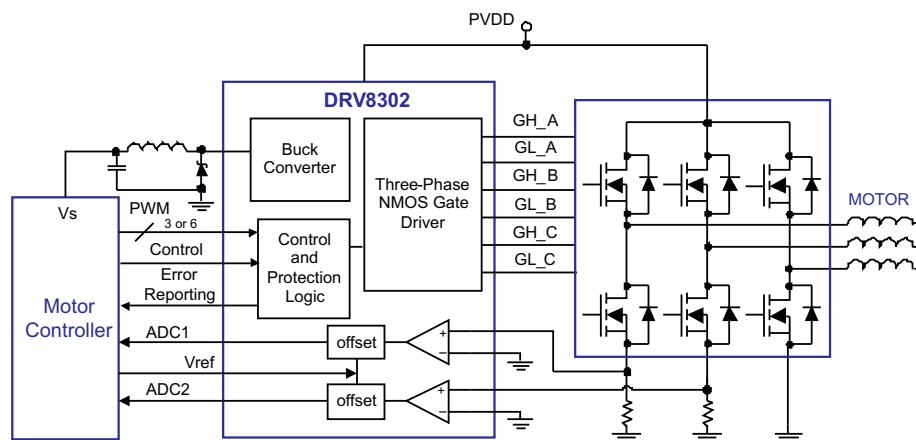 PVDD
DRV8302
Buck
Converter
Three-Phase
NMOS Gate
Driver
GH_A
GL_A
GH_B
GL_B
GH_C
GL_C
MOTOR
Vs
PWM
3 or 6
Control
Error
Reporting
Control
and
Protection
Logic
Motor
Controller
ADC1
Vref
ADC2
offset
offset
+
–
+
–